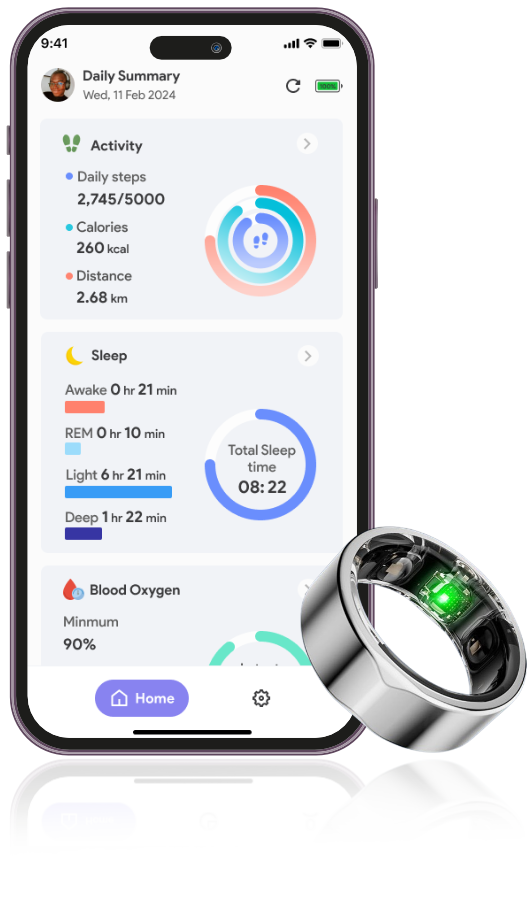 9:41
Daily Summary
Wed, 11 Feb 2024
100%
Activity
Daily steps
2,745/5000
Calories
260 kcal
Distance
2.68 km
Sleep
Awake 0 hr 21 min
REM 0 hr 10 min
Light 6 hr 21 min
Deep 1 hr 22 min
Total Sleep
time
08:22
Blood Oxygen
Minmum
90%
Home